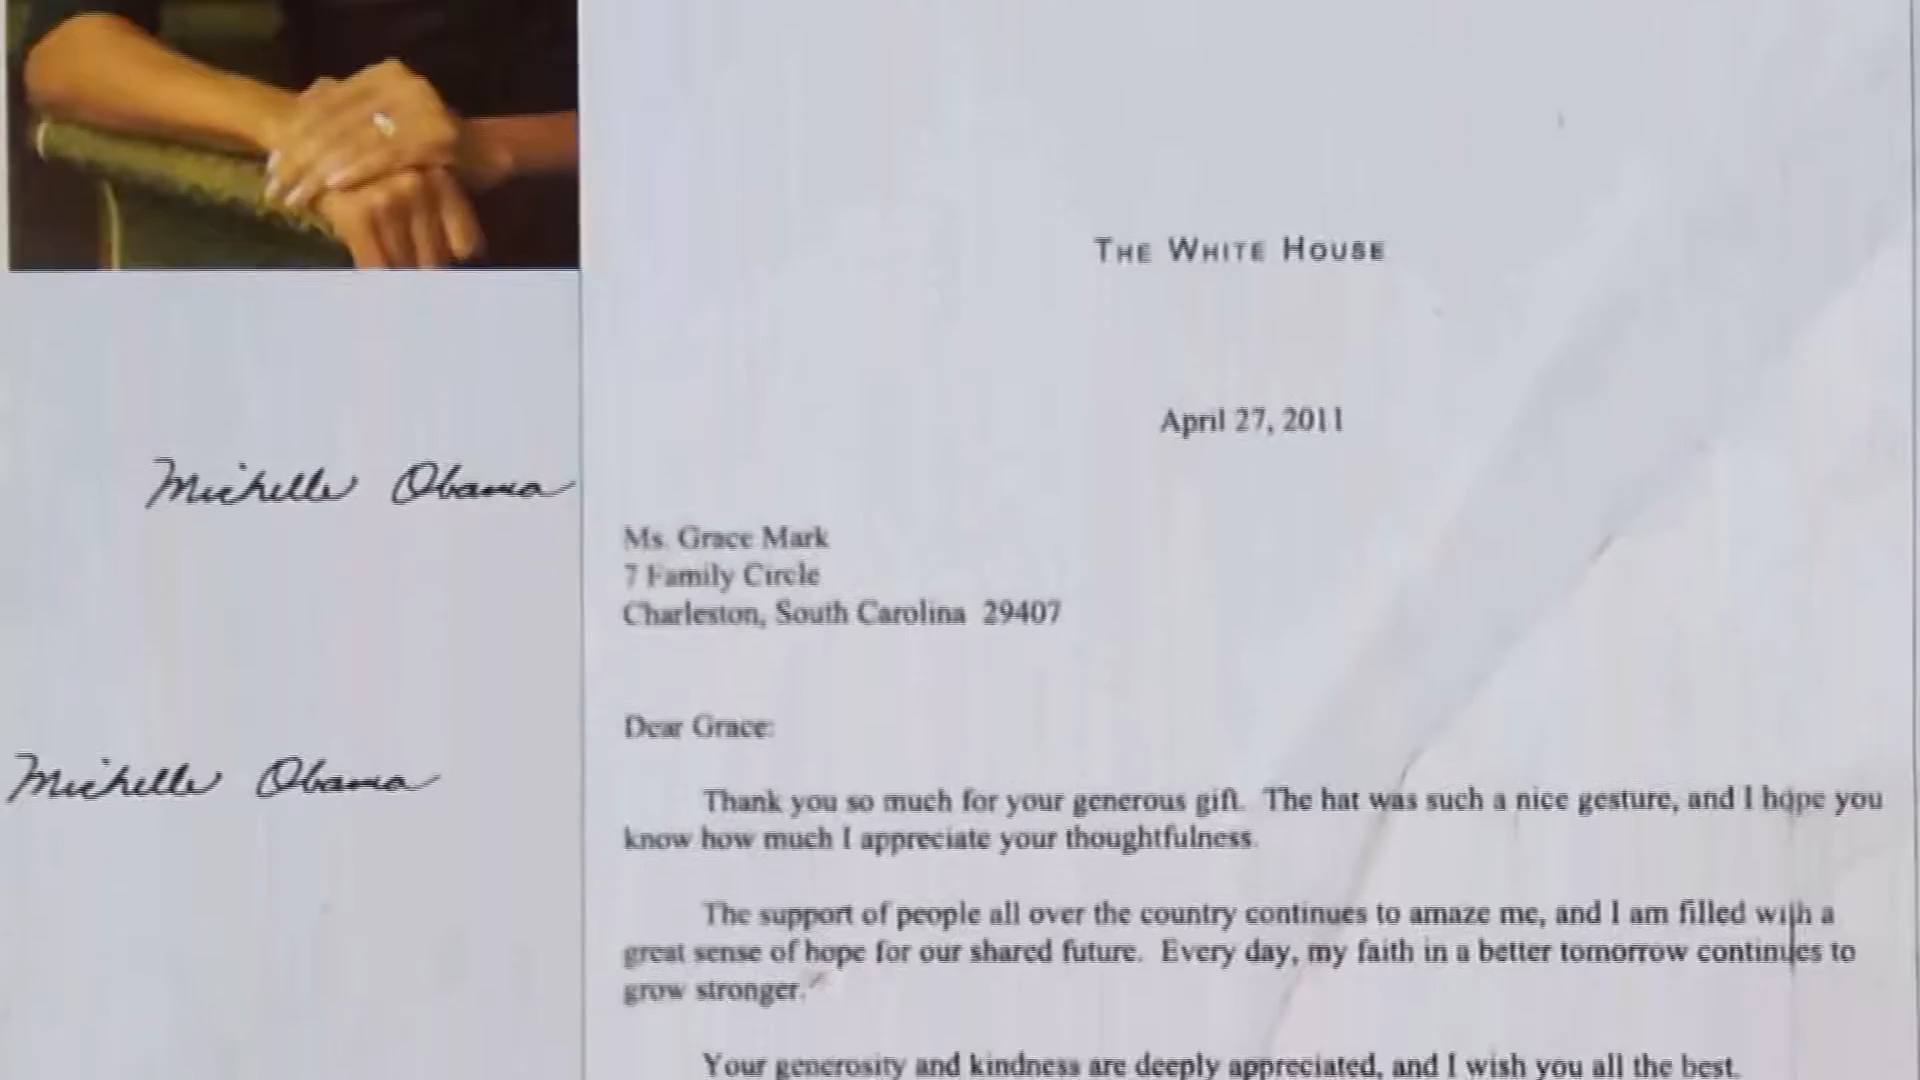 Michelle Obama
Michelle Obama
THE WHITE HOUSE
April 27, 2011
Ms. Grace Mark
7 Family Circle
Charleston, South Carolina 29407
Dear Grace:
Thank you so much for your generous gift. The hat was such a nice gesture, and I hope you
know how much I appreciate your thoughtfulness.
The support of people all over the country continues to amaze me, and I am filled with a
great sense of hope for our shared future. Every day, my faith in a better tomorrow continues to
grow stronger.
Your generosity and kindness are deeply appreciated, and I wish you all the best.